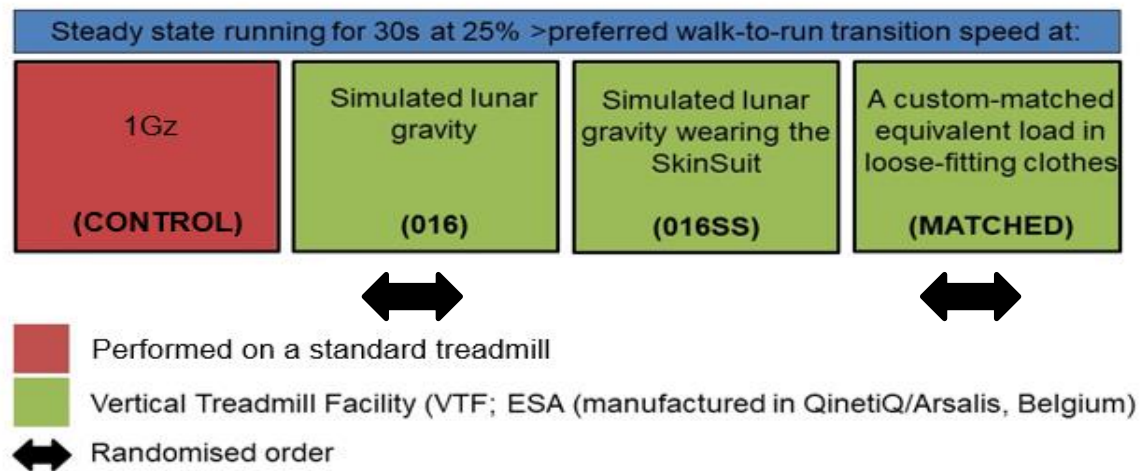 Steady state running for 30s at 25% >preferred walk-to-run transition speed at:
1Gz
(CONTROL)
Simulated lunar
gravity
(016)
Simulated lunar
gravity wearing the
SkinSuit
(016SS)
A custom-matched
equivalent load in
loose-fitting clothes
(MATCHED)
Performed on a standard treadmill
Vertical Treadmill Facility (VTF; ESA (manufactured in QinetiQ/Arsalis, Belgium)
Randomised order